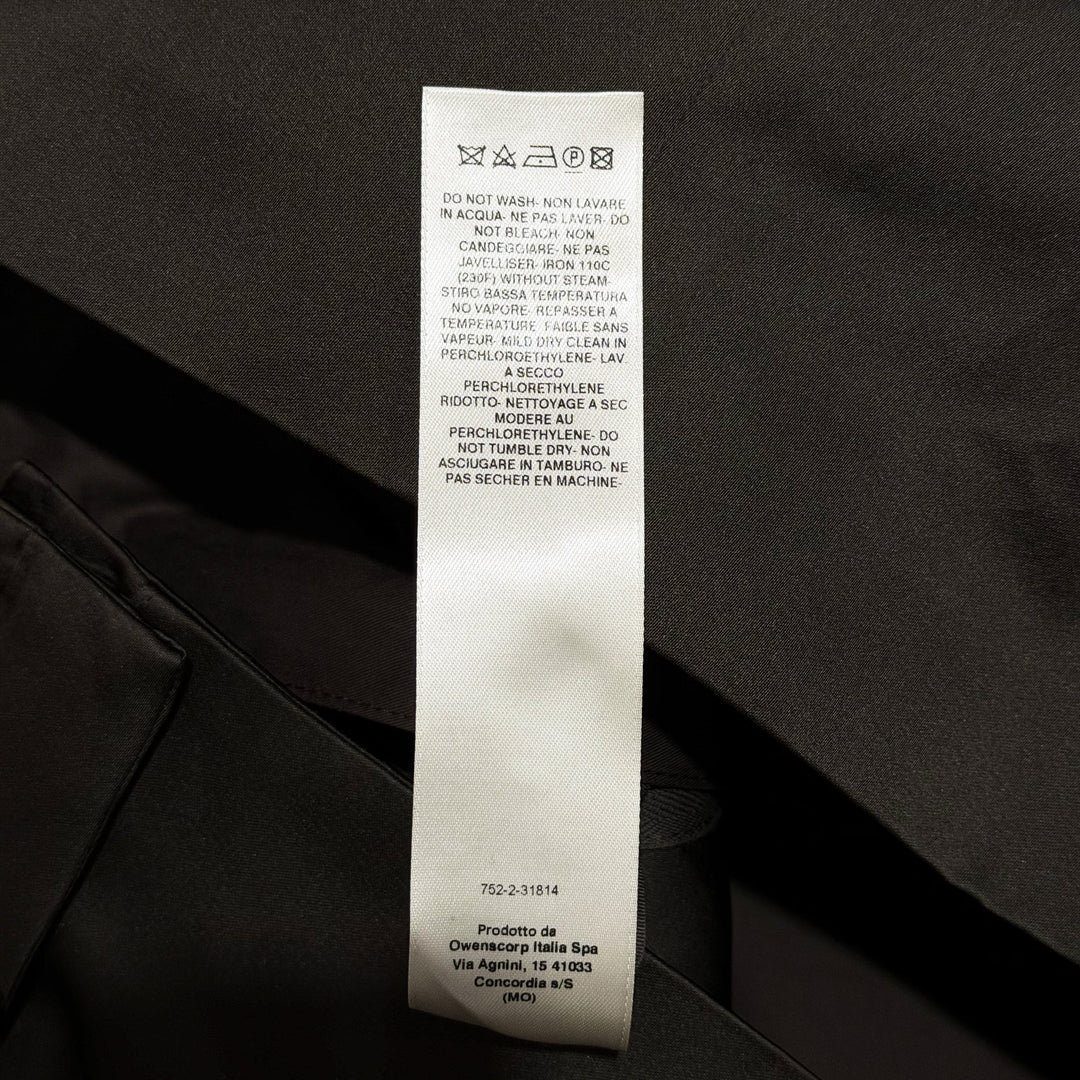 P
DO NOT WASH- NON LAVARE
IN ACQUA- NE PAS LAVER- DO
NOT BLEACH- NON
CANDEGGIARE- NE PAS
JAVELLISER- IRON 110C
(230F) WITHOUT STEAM-
STIRO BASSA TEMPERATURA
NO VAPORE- REPASSER A
TEMPERATURE FAIBLE SANS
VAPEUR- MILD DRY CLEAN IN
PERCHLOROETHYLENE- LAV.
A SECCO
PERCHLORETHYLENE
RIDOTTO- NETTOYAGE A SEC
MODERE AU
PERCHLORETHYLENE- DO
NOT TUMBLE DRY- NON
ASCIUGARE IN TAMBURO- NE
PAS SECHER EN MACHINE-
752-2-31814
Prodotto da
Owenscorp Italia Spa
Via Agnini, 15 41033
Concordia s/S
(MO)